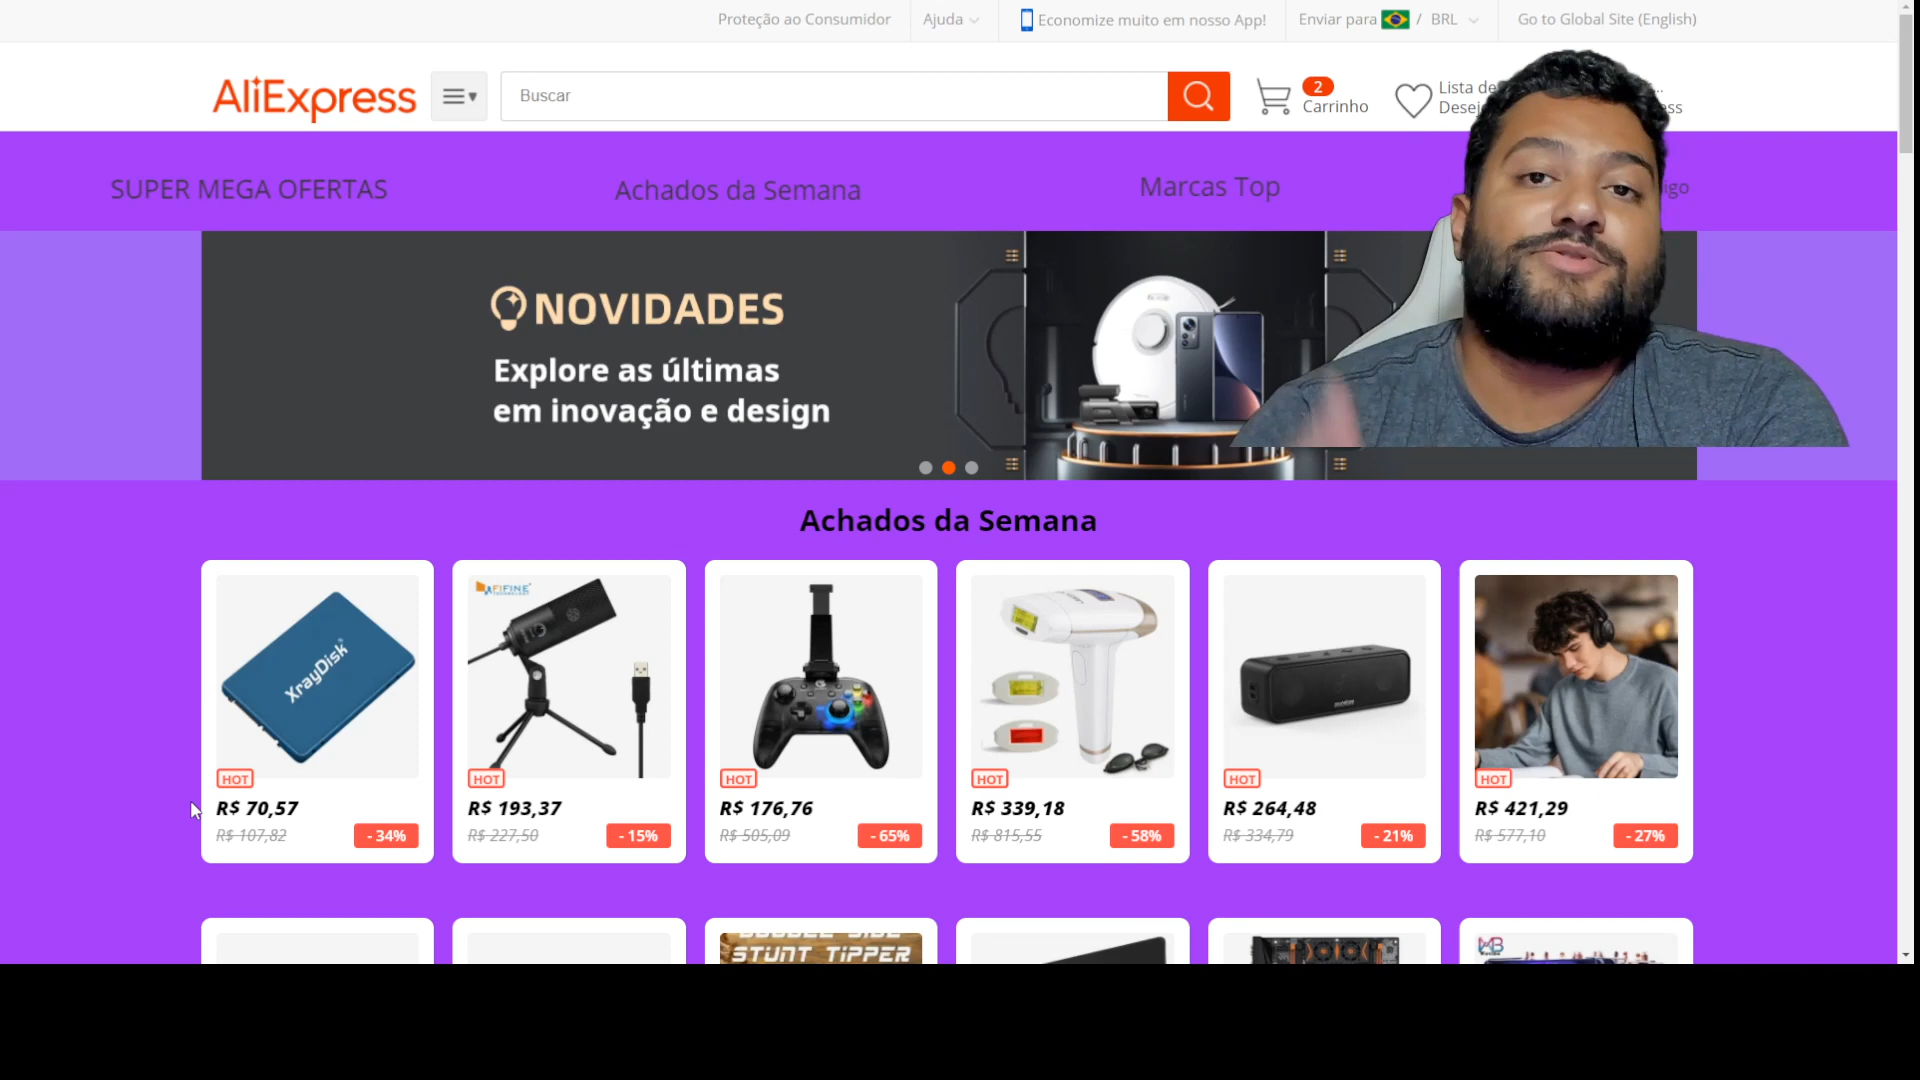 Proteção ao Consumidor
Ajuda
Economize muito em nosso App!
Enviar para / BRL
Go to Global Site (English)
AliExpress
Buscar
2
Carrinho
Lista de
SUPER MEGA OFERTAS
Achados da Semana
Marcas Top
NOVIDADES
Explore as últimas
em inovação e design
Achados da Semana
FIFINE
TECHNOLOGY
XrayDisk
HOT
HOT
HOT
HOT
HOT
HOT
R$ 70,57
R$ 193,37
R$ 176,76
R$ 339,18
R$ 264,48
R$ 421,29
R$ 107,82 - 34%
R$ 227,50 - 15%
R$ 505,09 - 65%
R$ 815,55 - 58%
R$ 334,79 - 21%
R$ 577,10 - 27%
STUNT TIPPER